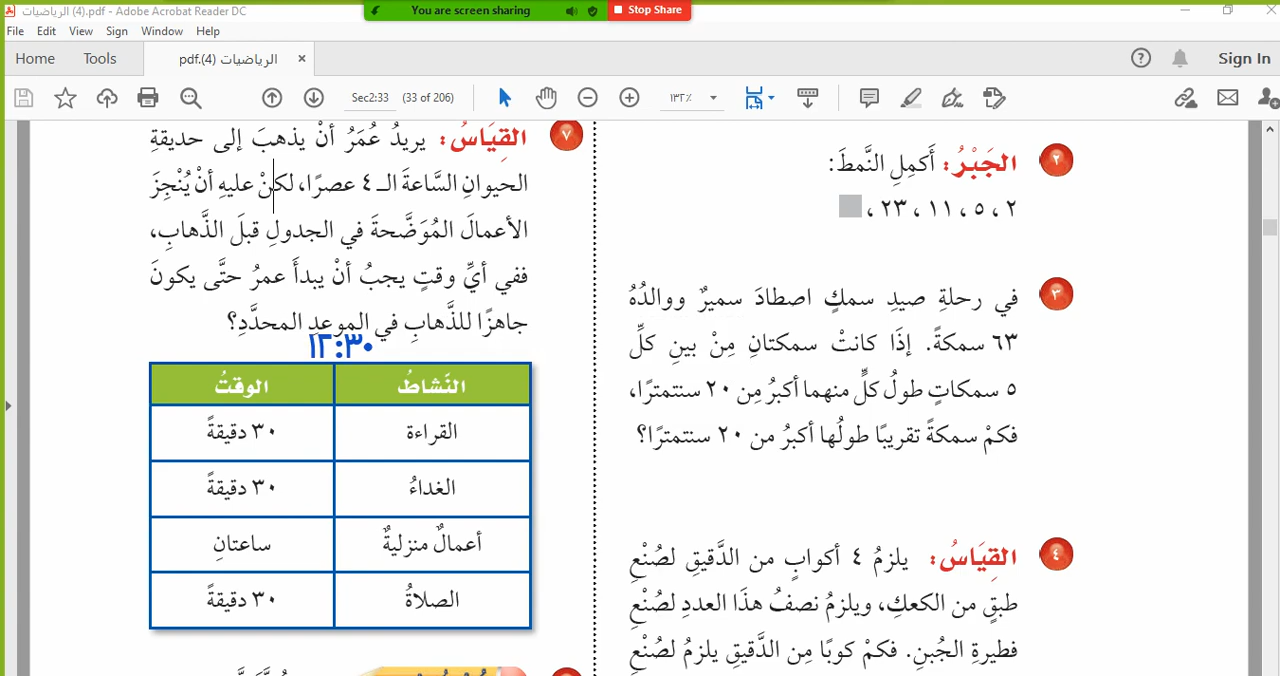 الرياضيات (4).pdf - Adobe Acrobat Reader DC
You are screen sharing
Stop Share
File Edit View Sign Window Help
Home Tools
الرياضيات (4).pdf ×
Sign In
Sec2:33 (33 of 206) ١٣٢٪
٢ الجَبْرُ: أَكمِلِ النَّمطَ:
٢ ، ٥ ، ١١ ، ٢٣ ،
٣ في رحلةِ صيدِ سمكٍ اصطادَ سميرٌ ووالدُهُ
٦٣ سمكةً. إذَا كانتْ سمكتانِ مِنْ بينِ كلِّ
٥ سمكاتٍ طولُ كلٍّ منهما أكبرُ مِن ٢٠ سنتمترًا،
فكمْ سمكةً تقريبًا طولُها أكبرُ من ٢٠ سنتمترًا؟
٤ القِيَاسُ: يلزمُ ٤ أكوابٍ من الدَّقيقِ لصُنْعِ
طبقٍ من الكعكِ، ويلزمُ نصفُ هذَا العددِ لصُنْعِ
فطيرةِ الجُبنِ. فكمْ كوبًا مِن الدَّقيقِ يلزمُ لصُنْعِ
٧ القِيَاسُ: يريدُ عُمَرُ أنْ يذهبَ إلى حديقةِ
الحيوانِ السَّاعةَ الـ ٤ عصرًا، لكنْ عليهِ أنْ يُنْجِزَ
الأعمالَ المُوَضَّحةَ في الجدولِ قبلَ الذَّهابِ،
ففي أيِّ وقتٍ يجبُ أنْ يبدأَ عمرُ حتَّى يكونَ
جاهزًا للذَّهابِ في الموعدِ المحدَّدِ؟
١٢:٣٠
النَّشاطُ الوقتُ
القراءة ٣٠ دقيقةً
الغداءُ ٣٠ دقيقةً
أعمالٌ منزليةٌ ساعتانِ
الصلاةُ ٣٠ دقيقةً